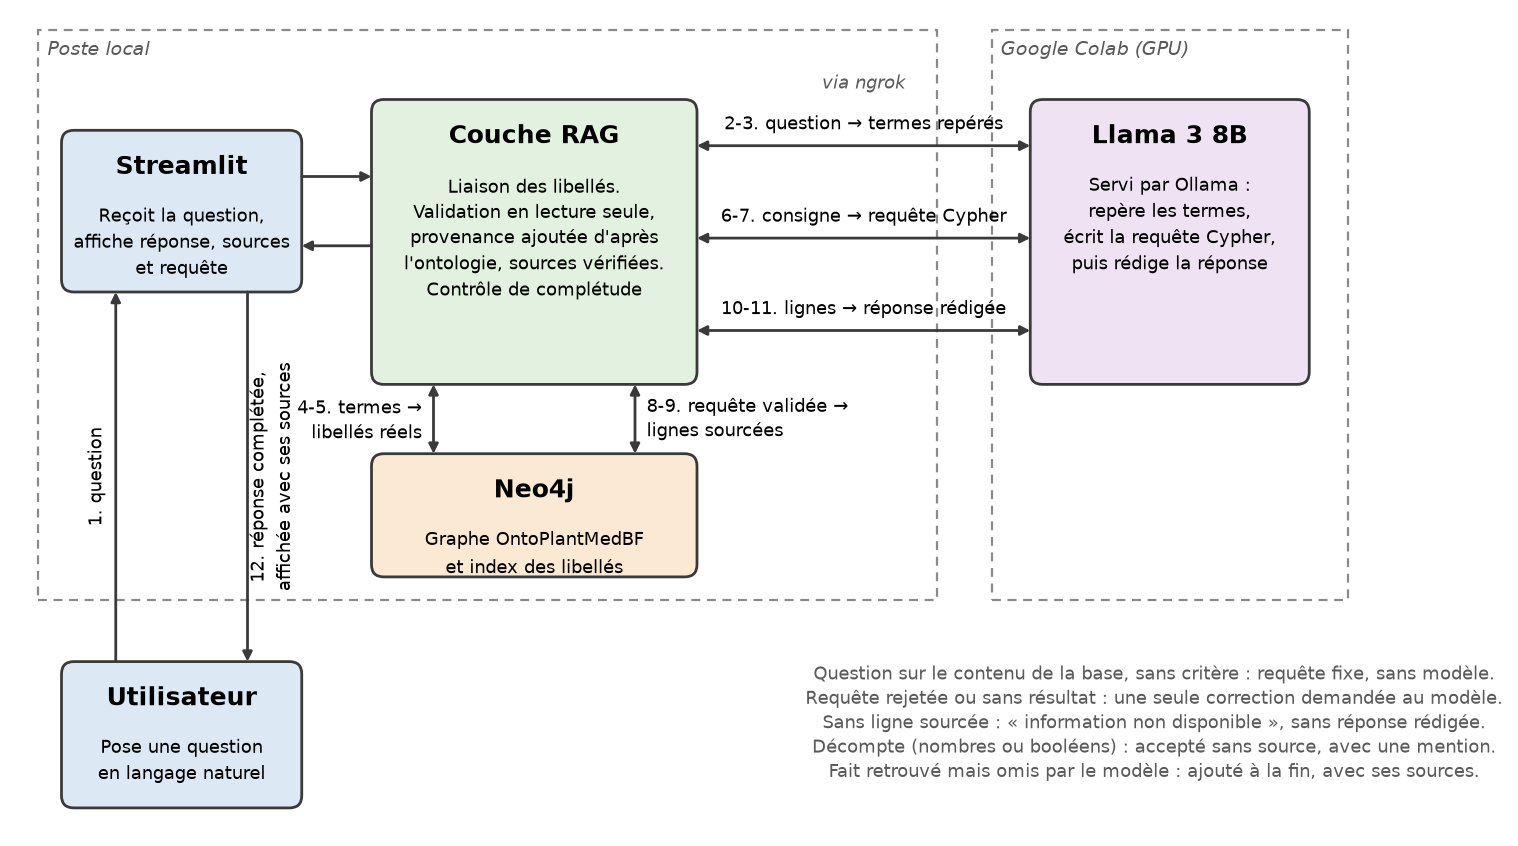 Poste local
Google Colab (GPU)
via ngrok
Streamlit
Reçoit la question,
affiche réponse, sources
et requête
Couche RAG
Liaison des libellés.
Validation en lecture seule,
provenance ajoutée d'après
l'ontologie, sources vérifiées.
Contrôle de complétude
2-3. question → termes repérés
6-7. consigne → requête Cypher
10-11. lignes → réponse rédigée
Llama 3 8B
Servi par Ollama :
repère les termes,
écrit la requête Cypher,
puis rédige la réponse
1. question
12. réponse complétée,
affichée avec ses sources
4-5. termes →
libellés réels
8-9. requête validée →
lignes sourcées
Neo4j
Graphe OntoPlantMedBF
et index des libellés
Utilisateur
Pose une question
en langage naturel
Question sur le contenu de la base, sans critère : requête fixe, sans modèle.
Requête rejetée ou sans résultat : une seule correction demandée au modèle.
Sans ligne sourcée : « information non disponible », sans réponse rédigée.
Décompte (nombres ou booléens) : accepté sans source, avec une mention.
Fait retrouvé mais omis par le modèle : ajouté à la fin, avec ses sources.